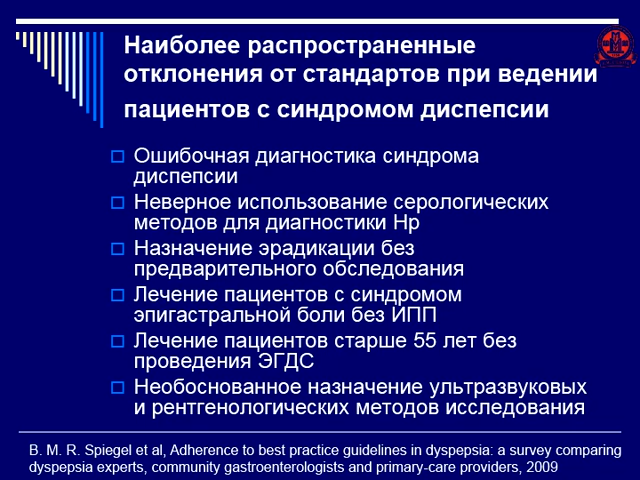 Наиболее распространенные
отклонения от стандартов при ведении
пациентов с синдромом диспепсии
Ошибочная диагностика синдрома
диспепсии
Неверное использование серологических
методов для диагностики Нр
Назначение эрадикации без
предварительного обследования
Лечение пациентов с синдромом
эпигастральной боли без ИПП
Лечение пациентов старше 55 лет без
проведения ЭГДС
Необоснованное назначение ультразвуковых
и рентгенологических методов исследования
B. M. R. Spiegel et al, Adherence to best practice guidelines in dyspepsia: a survey comparing
dyspepsia experts, community gastroenterologists and primary-care providers, 2009